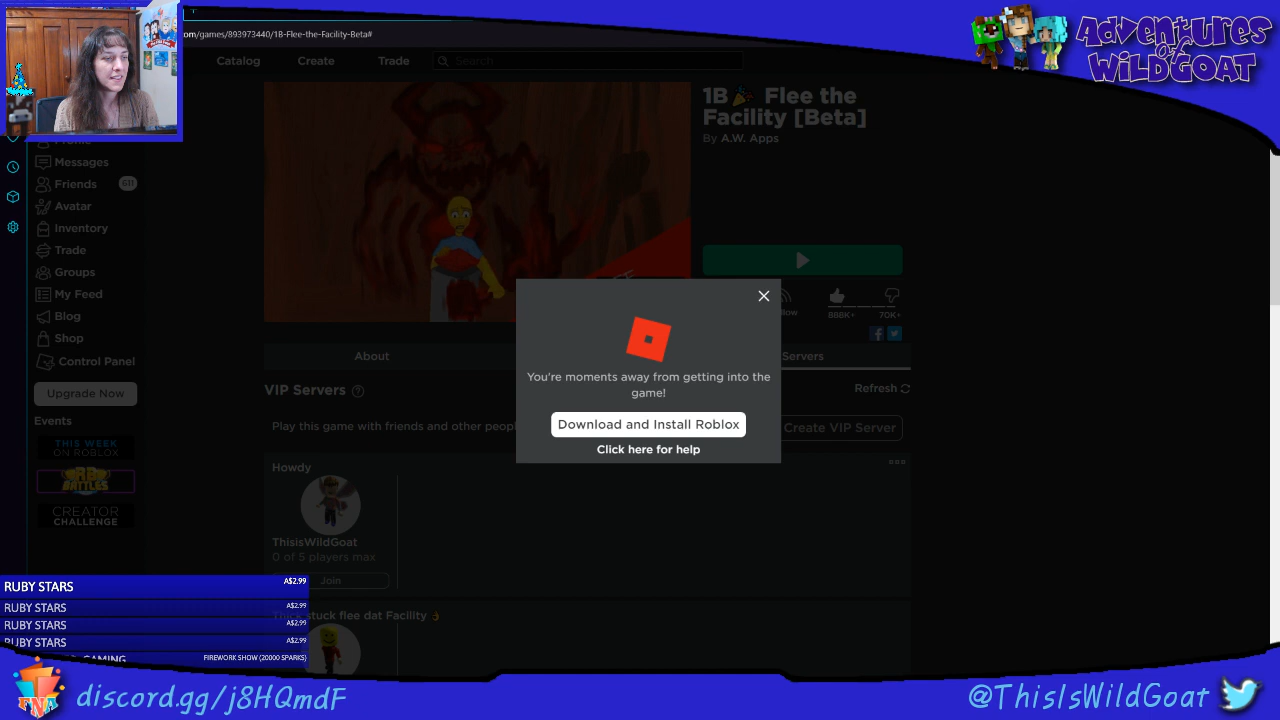 om/games/893973440/1B-Flee-the-Facility-Beta#
Adventures
of
WildGoat
Catalog
Create
Trade
Search
1B🎉 Flee the
Facility [Beta]
By A.W. Apps
Messages
Friends
Avatar
Inventory
Trade
Groups
My Feed
Blog
Shop
Control Panel
Upgrade Now
Events
THIS WEEK
ON ROBLOX
RB
BATTLES
CREATOR
CHALLENGE
888K+
70K+
About
Servers
VIP Servers
Refresh
Play this game with friends and other
Create VIP Server
You're moments away from getting into the
game!
Download and Install Roblox
Click here for help
Howdy
ThisisWildGoat
0 of 5 players max
Join
stuck flee dat Facility 👌
RUBY STARS A$2.99
RUBY STARS A$2.99
RUBY STARS A$2.99
RUBY STARS A$2.99
GAMING FIREWORK SHOW (20000 SPARKS)
FNA
discord.gg/j8HQmdF
@ThisIsWildGoat